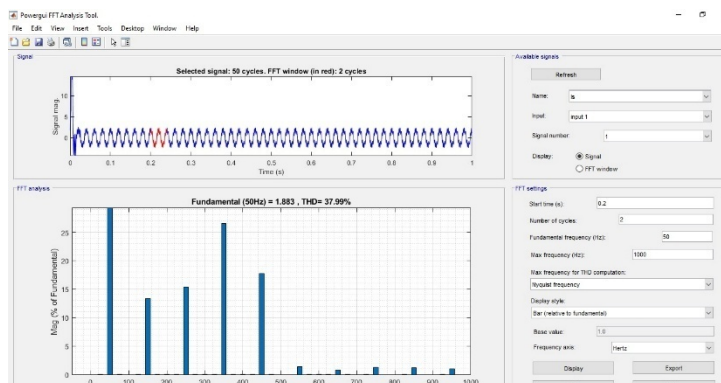 Powergui FFT Analysis Tool.
File Edit View Insert Tools Desktop Window Help
Signal
Selected signal: 50 cycles. FFT window (in red): 2 cycles
Signal mag.
10
5
0
0 0.1 0.2 0.3 0.4 0.5 0.6 0.7 0.8 0.9 1
Time (s)
FFT analysis
Fundamental (50Hz) = 1.883 , THD= 37.99%
Mag (% of Fundamental)
25
20
15
10
5
0
0 100 200 300 400 500 600 700 800 900 1000
Available signals
Refresh
Name: is
Input: input 1
Signal number: 1
Display: Signal
FFT window
FFT settings
Start time (s): 0.2
Number of cycles: 2
Fundamental frequency (Hz): 50
Max frequency (Hz): 1000
Max frequency for THD computation:
Nyquist frequency
Display style:
Bar (relative to fundamental)
Base value: 1.0
Frequency axis: Hertz
Display Export